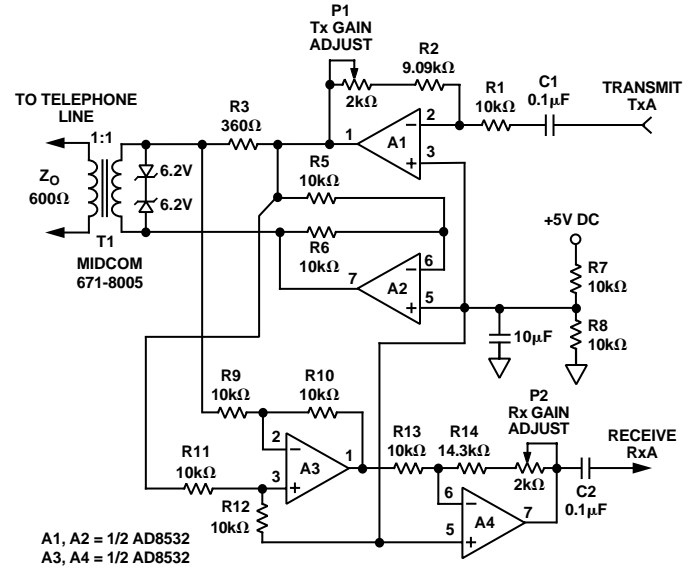 P1
Tx GAIN
ADJUST
2kΩ
R2
9.09kΩ
R1
10kΩ
C1
0.1μF
TRANSMIT
TxA
TO TELEPHONE
LINE
1:1
R3
360Ω
1
2
A1
3
6.2V
ZO
600Ω
6.2V
T1
MIDCOM
671-8005
R5
10kΩ
R6
10kΩ
7
6
A2
5
+5V DC
R7
10kΩ
10μF
R8
10kΩ
R9
10kΩ
R10
10kΩ
2
A3
1
3
R11
10kΩ
R12
10kΩ
R13
10kΩ
R14
14.3kΩ
P2
Rx GAIN
ADJUST
2kΩ
RECEIVE
RxA
C2
0.1μF
6
A4
7
5
A1, A2 = 1/2 AD8532
A3, A4 = 1/2 AD8532